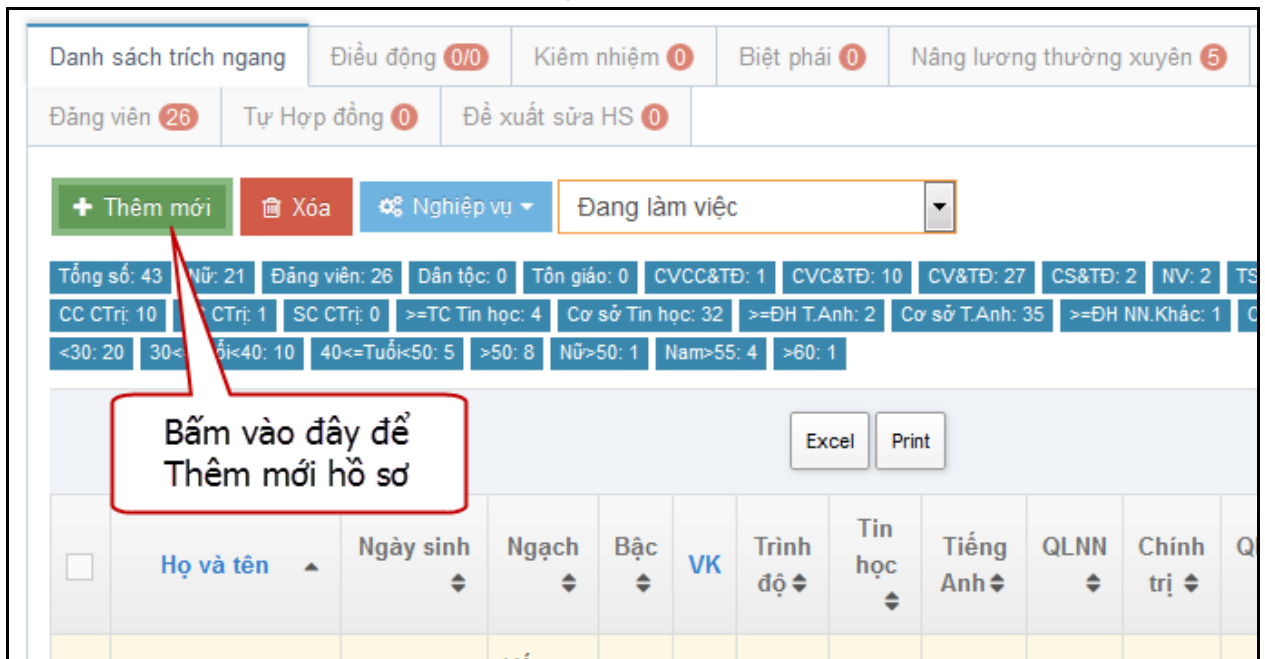 Danh sách trích ngang Điều động 0/0 Kiêm nhiệm 0 Biệt phái 0 Nâng lương thường xuyên 5
Đảng viên 26 Tự Hợp đồng 0 Đề xuất sửa HS 0
Thêm mới Xóa Nghiệp vụ Đang làm việc
Tổng số: 43 Nữ: 21 Đảng viên: 26 Dân tộc: 0 Tôn giáo: 0 CVCC&TĐ: 1 CVC&TĐ: 10 CV&TĐ: 27 CS&TĐ: 2 NV: 2 TS
CC CTrị: 10 CTrị: 1 SC CTrị: 0 >=TC Tin học: 4 Cơ sở Tin học: 32 >=ĐH T.Anh: 2 Cơ sở T.Anh: 35 >=ĐH NN.Khác: 1
<30: 20 30< ổi<40: 10 40<=Tuổi<50: 5 >50: 8 Nữ>50: 1 Nam>55: 4 >60: 1
Bấm vào đây để
Thêm mới hồ sơ
Excel Print
Họ và tên Ngày sinh Ngạch Bậc VK Trình độ Tin học Tiếng Anh QLNN Chính trị